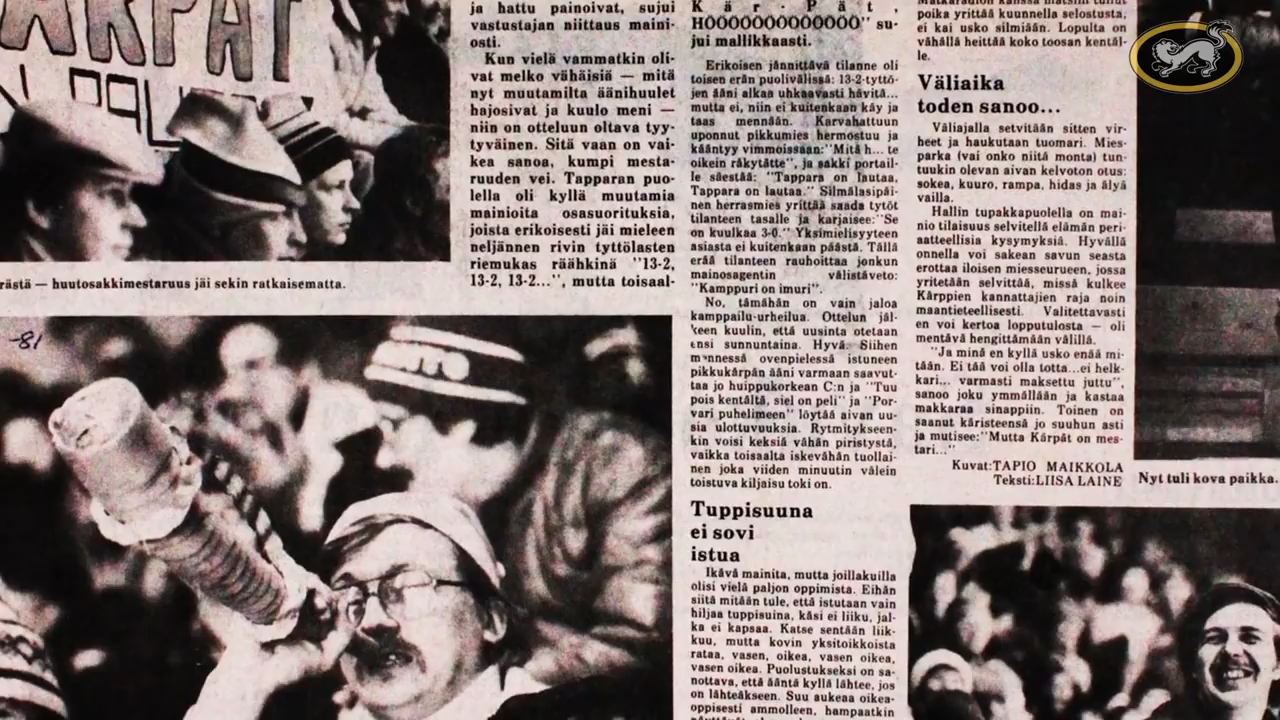 ÄRPÄT
ja hattu painoivat, sujui
vastustajan niittaus maini-
osti.
Kun vielä vammatkin oli-
vat melko vähäisiä — mitä
nyt muutamilta äänihuulet
hajosivat ja kuulo meni —
niin on otteluun oltava tyy-
tyväinen. Sitä vaan on vai-
kea sanoa, kumpi mesta-
ruuden vei. Tapparan puo-
lella oli kyllä muutamia
mainioita osasuorituksia,
joista erikoisesti jäi mieleen
neljännen rivin tyttölasten
riemukas räähkinä "13-2,
13-2, 13-2...", mutta toisaal-
rästä — huutosakkimestaruus jäi sekin ratkaisematta.
-81
Kär-Pät
HOOOOOOOOOOOOOO" su-
jui mallikkaasti.
Erikoisen jännittävä tilanne oli
toisen erän puolivälissä: 13-2-tyttö-
jen ääni alkaa uhkaavasti hävitä...
mutta ei, niin ei kuitenkaan käy ja
taas mennään. Karvahattuun
uponnut pikkumies hermostuu ja
kääntyy vimmoissaan: "Mitä h... te
oikein räkytätte", ja sakki portail-
le säestää: "Tappara on lautaa,
Tappara on lautaa." Silmälasipäi-
nen herrasmies yrittää saada tytöt
tilanteen tasalle ja karjaisee: "Se
on kuulkaa 3-0." Yksimielisyyteen
asiasta ei kuitenkaan päästä. Tällä
erää tilanteen rauhoittaa jonkun
mainosagentin välistäveto:
"Kamppuri on imuri".
No, tämähän on vain jaloa
kamppailu-urheilua. Ottelun jäl-
keen kuulin, että uusinta otetaan
ensi sunnuntaina. Hyvä. Siihen
mennessä ovenpielessä istuneen
pikkukärpän ääni varmaan saavut-
taa jo huippukorkean C:n ja "Tuu
pois kentältä, siel on peli" ja "Por-
vari puhelimeen" löytää aivan uu-
sia ulottuvuuksia. Rytmitykseen-
kin voisi keksiä vähän piristystä,
vaikka toisaalta iskevähän tuollai-
nen joka viiden minuutin välein
toistuva kiljaisu toki on.
Tuppisuuna
ei sovi
istua
Ikävä mainita, mutta joillakuilla
olisi vielä paljon oppimista. Eihän
siitä mitään tule, että istutaan vain
hiljaa tuppisuina, käsi ei liiku, jal-
ka ei kapsaa. Katse sentään liik-
kuu, mutta kovin yksitoikkoista
rataa, vasen, oikea, vasen oikea,
vasen oikea. Puolustukseksi on sa-
nottava, että ääntä kyllä lähtee, jos
on lähteäkseen. Suu aukeaa oikea-
oppisesti ammolleen, hampaatkin
poika yrittää kuunnella selostusta,
ei kai usko silmiään. Lopulta on
vähällä heittää koko toosan kentäl-
le.
Väliaika
toden sanoo...
Väliajalla setvitään sitten vir-
heet ja haukutaan tuomari. Mies-
parka (vai onko niitä monta) tun-
tuukin olevan aivan kelvoton otus:
sokea, kuuro, rampa, hidas ja älyä
vailla.
Hallin tupakkapuolella on mai-
nio tilaisuus selvitellä elämän peri-
aatteellisia kysymyksiä. Hyvällä
onnella voi sakean savun seasta
erottaa iloisen miesseurueen, jossa
yritetään selvittää, missä kulkee
Kärppien kannattajien raja noin
maantieteellisesti. Valitettavasti
en voi kertoa lopputulosta — oli
mentävä hengittämään välillä.
"Ja minä en kyllä usko enää mi-
tään. Ei tää voi olla totta...ei helk-
kari... varmasti maksettu juttu",
sanoo joku ymmällään ja kastaa
makkaraa sinappiin. Toinen on
saanut käristeensä jo suuhun asti
ja mutisee: "Mutta Kärpät on mes-
tari..."
Kuvat: TAPIO MAIKKOLA
Teksti: LIISA LAINE
Nyt tuli kova paikka.